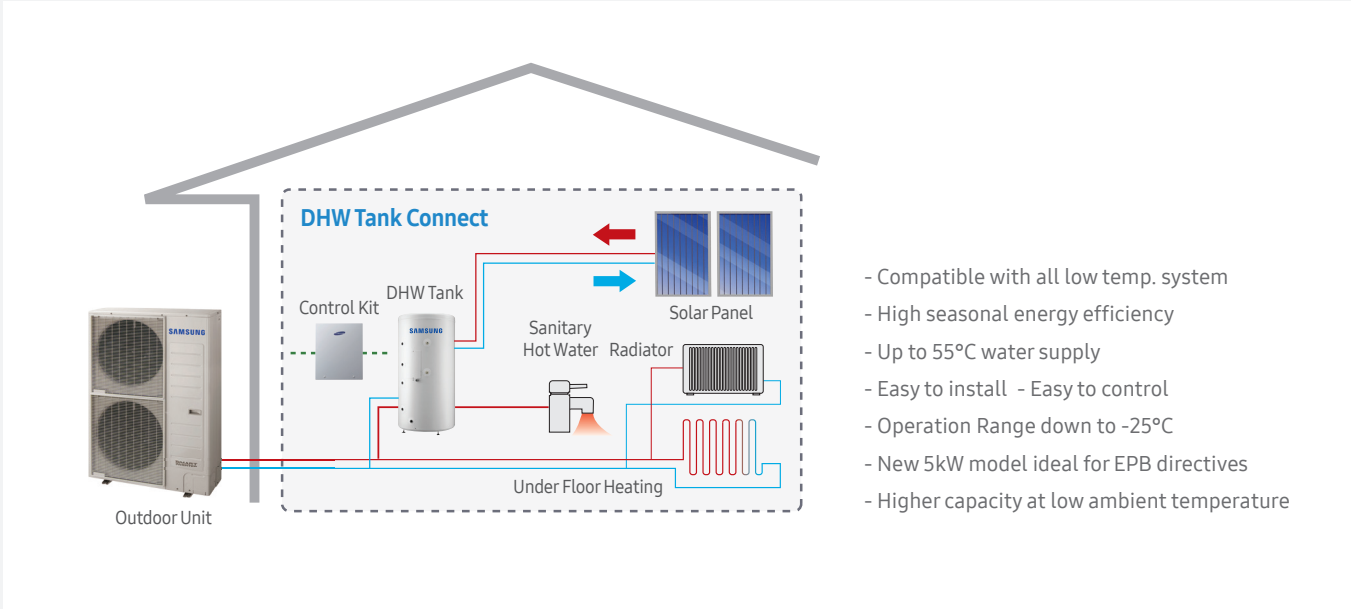 DHW Tank Connect
Control Kit
DHW Tank
SAMSUNG
Solar Panel
Sanitary
Hot Water
Radiator
SAMSUNG
Under Floor Heating
Outdoor Unit
- Compatible with all low temp. system
- High seasonal energy efficiency
- Up to 55°C water supply
- Easy to install - Easy to control
- Operation Range down to -25°C
- New 5kW model ideal for EPB directives
- Higher capacity at low ambient temperature